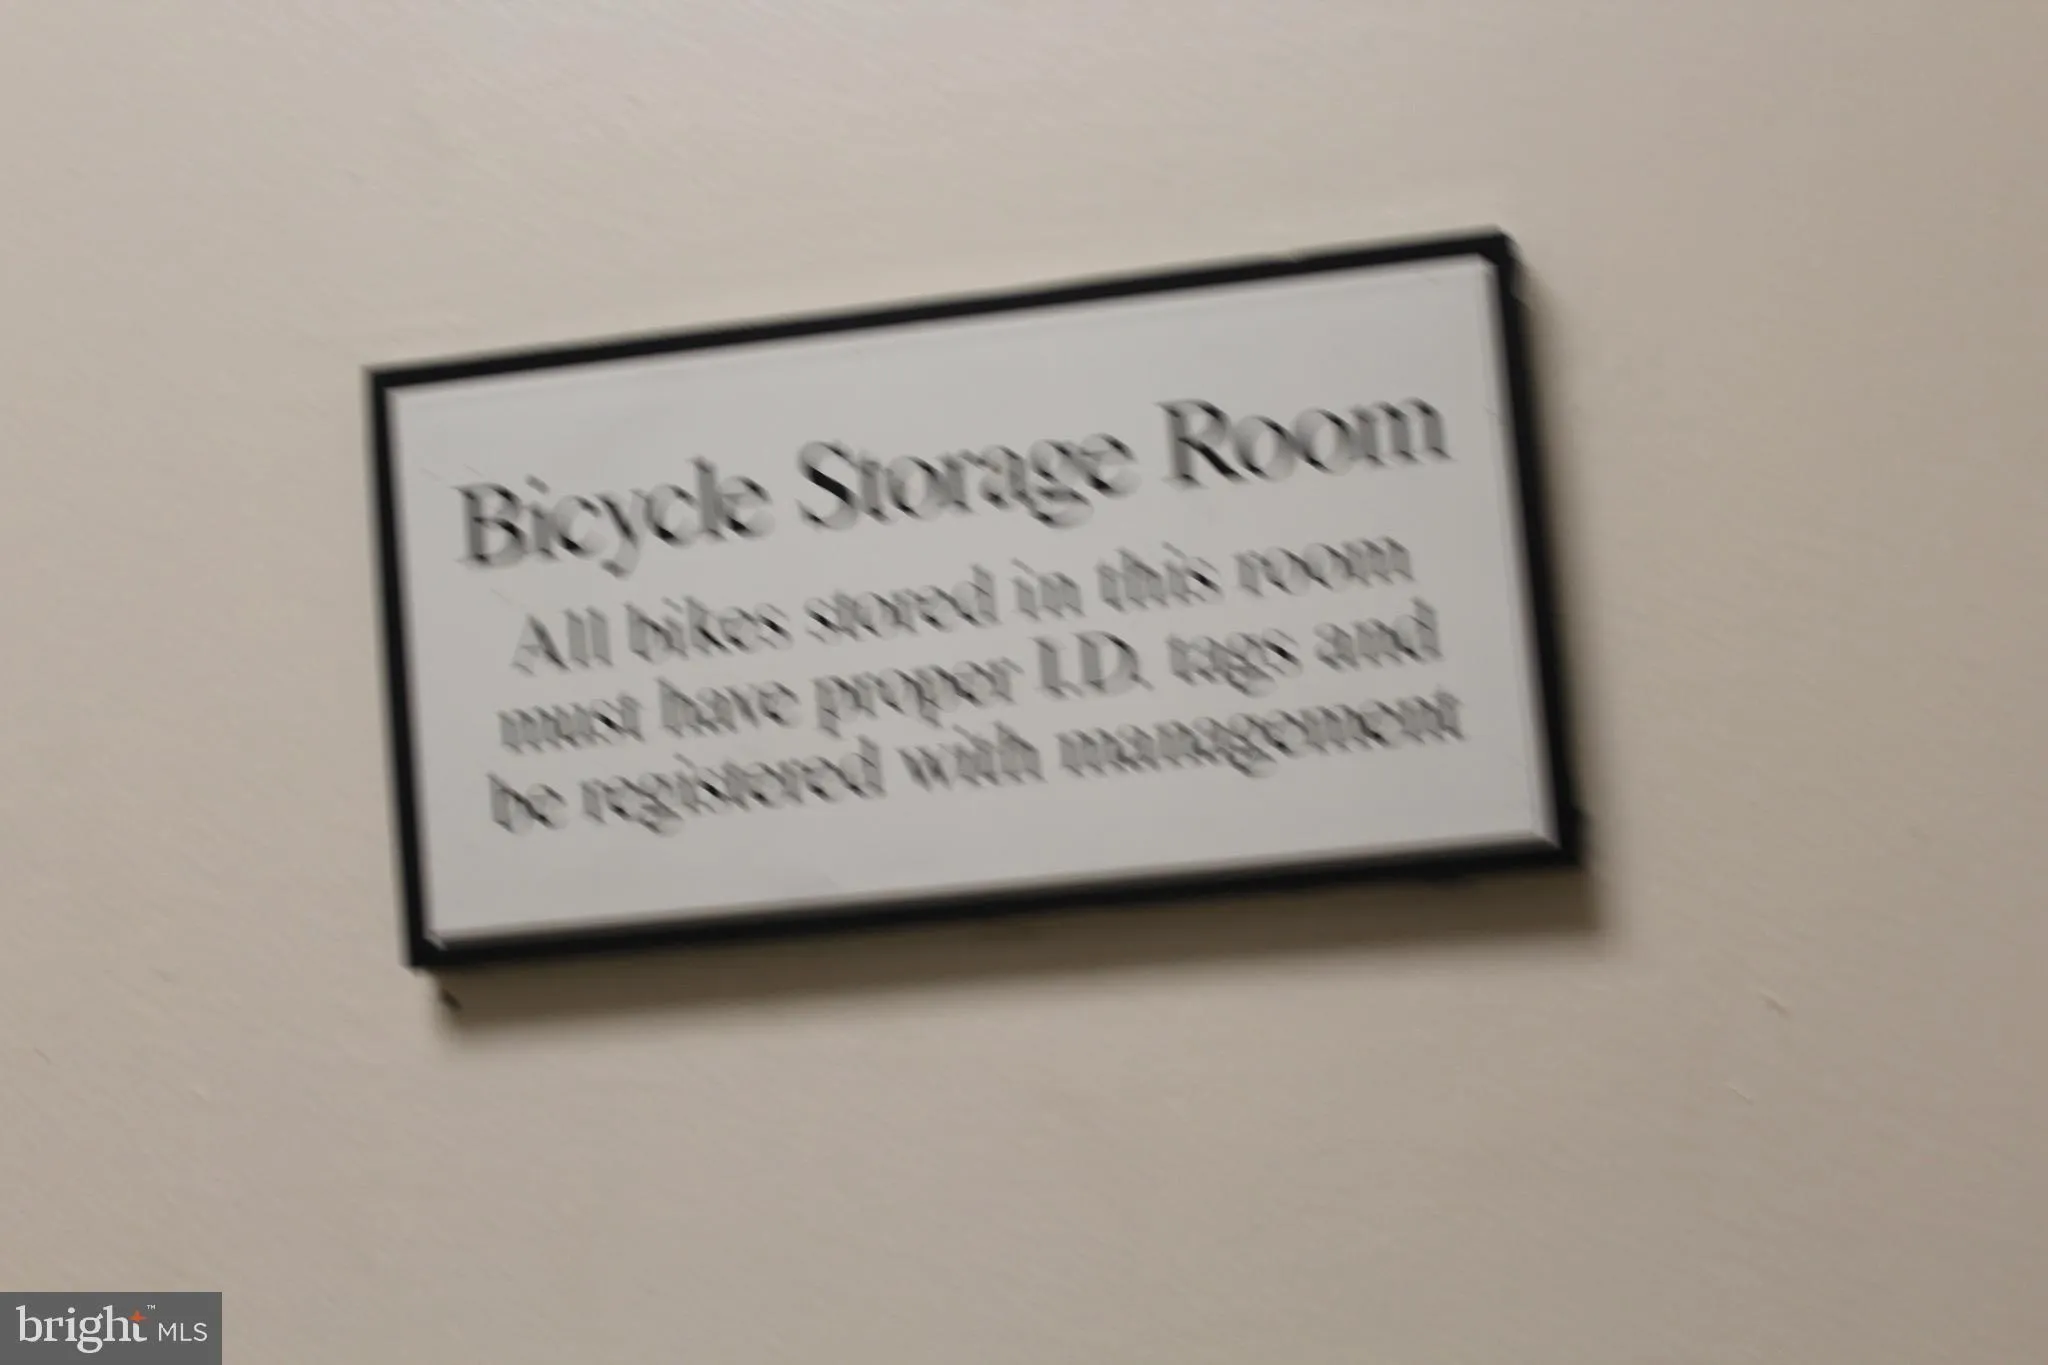 Bicycle Storage Room
All bikes stored in this room
must have proper I.D. tags and
be registered with management
bright™ MLS